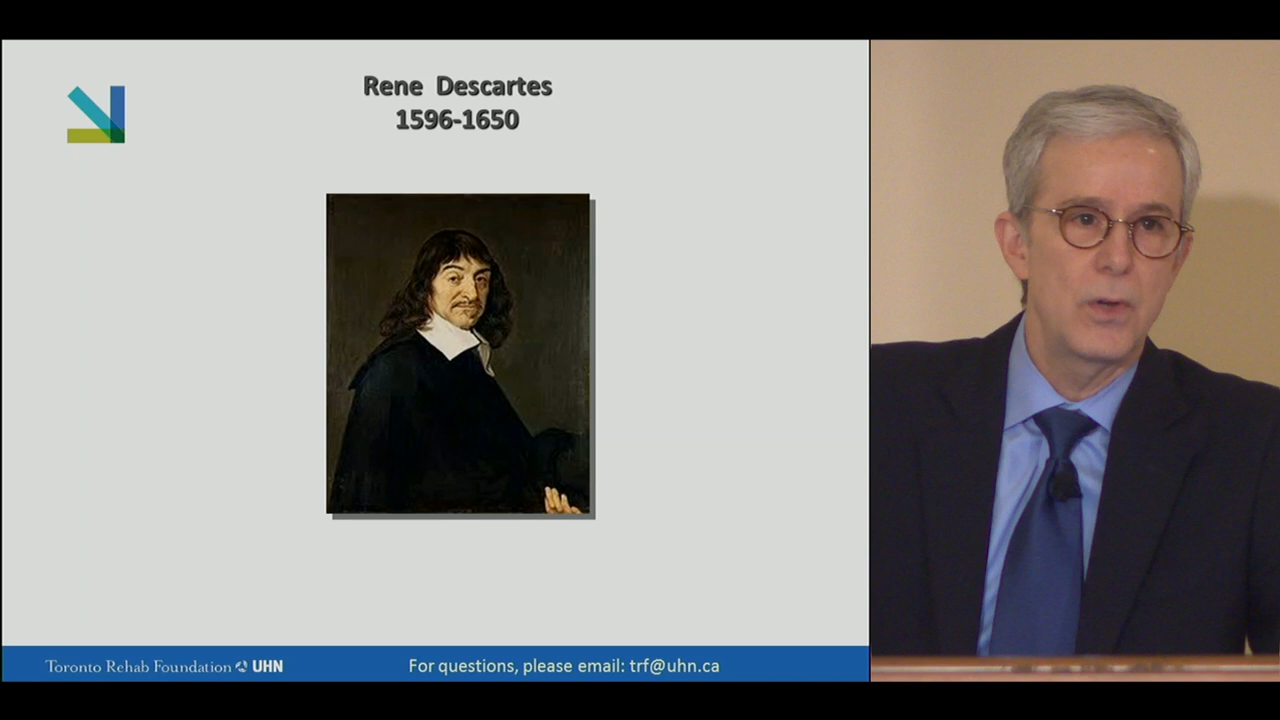 Rene Descartes
1596-1650
Toronto Rehab Foundation UHN
For questions, please email: trf@uhn.ca